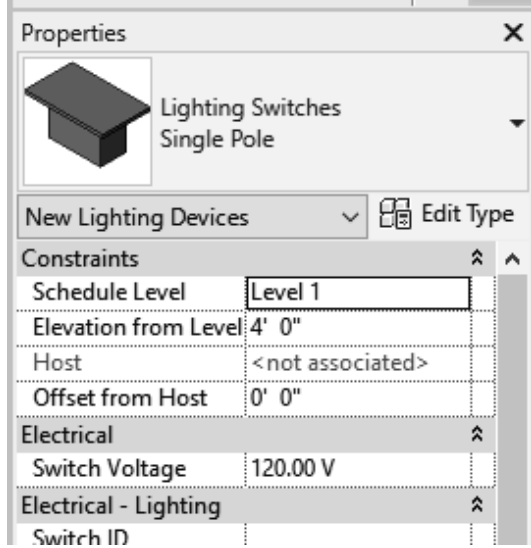 Properties
Lighting Switches
Single Pole
New Lighting Devices
Edit Type
Constraints
Schedule Level Level 1
Elevation from Level 4' 0"
Host <not associated>
Offset from Host 0' 0"
Electrical
Switch Voltage 120.00 V
Electrical - Lighting
Switch ID